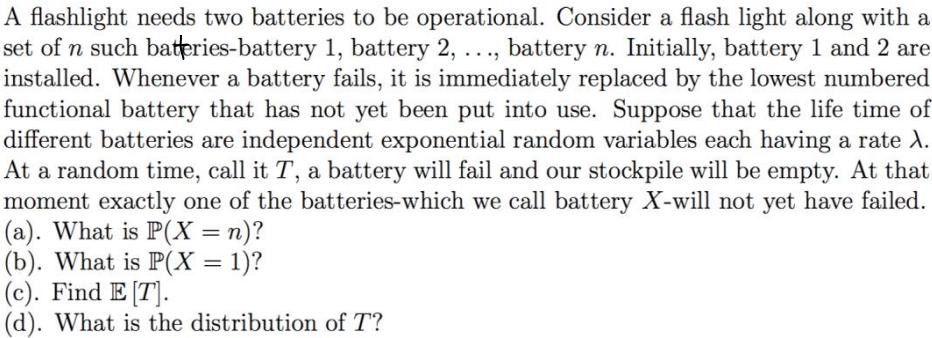 A flashlight needs two batteries to be operational. Consider a flash light along with a
set of n such batteries-battery 1, battery 2, ..., battery n. Initially, battery 1 and 2 are
installed. Whenever a battery fails, it is immediately replaced by the lowest numbered
functional battery that has not yet been put into use. Suppose that the life time of
different batteries are independent exponential random variables each having a rate λ.
At a random time, call it T, a battery will fail and our stockpile will be empty. At that
moment exactly one of the batteries-which we call battery X-will not yet have failed.
(a). What is ℙ(X = n)?
(b). What is ℙ(X = 1)?
(c). Find 𝔼[T].
(d). What is the distribution of T?